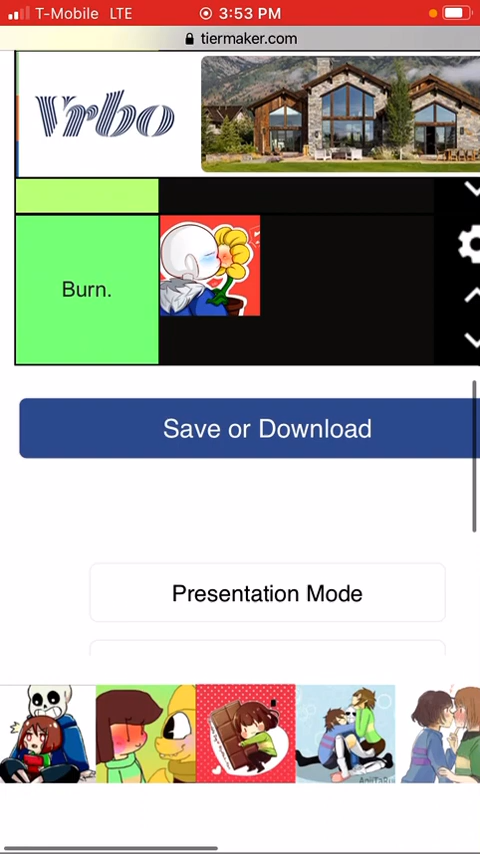 T-Mobile LTE 3:53 PM
tiermaker.com
Vrbo
Burn.
Save or Download
Presentation Mode